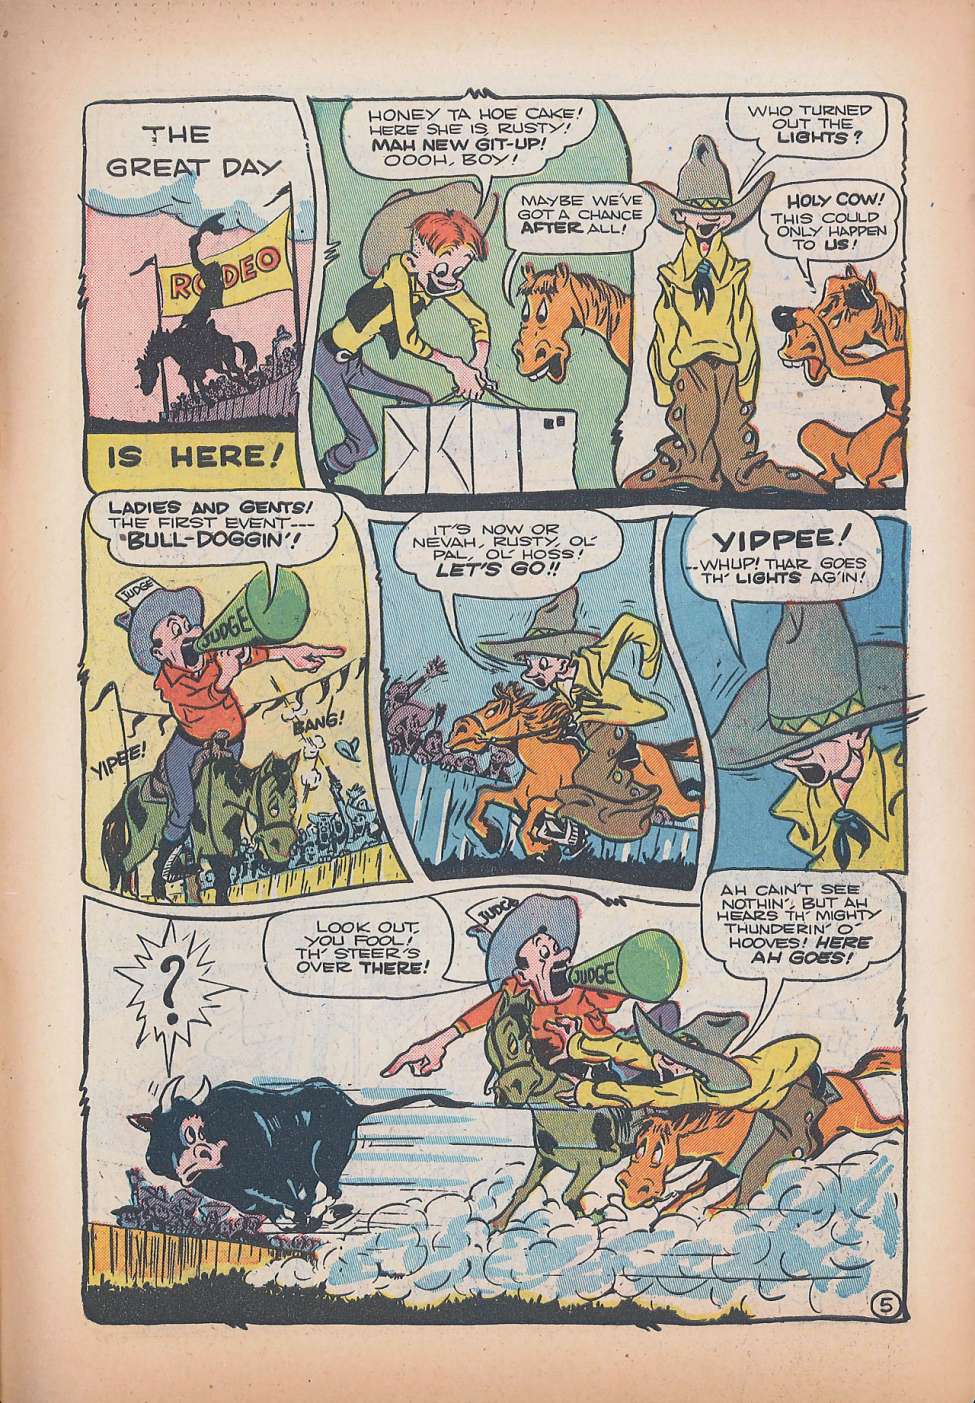 THE
GREAT DAY
RODEO
IS HERE!
HONEY TA HOE CAKE!
HERE SHE IS, RUSTY!
MAH NEW GIT-UP!
OOOH, BOY!
MAYBE WE'VE
GOT A CHANCE
AFTER ALL!
WHO TURNED
OUT THE
LIGHTS?
HOLY COW!
THIS COULD
ONLY HAPPEN
TO US!
LADIES AND GENTS!
THE FIRST EVENT---
'BULL-DOGGIN'!
JUDGE
JUDGE
YIPEE!
BANG!
IT'S NOW OR
NEVAH, RUSTY, OL'
PAL, OL' HOSS!
LET'S GO!!
YIPPEE!
--WHUP! THAR GOES
TH' LIGHTS AG'IN!
?
LOOK OUT,
YOU FOOL!
TH' STEER'S
OVER THERE!
JUDGE
JUDGE
AH CAIN'T SEE
NOTHIN', BUT AH
HEARS TH' MIGHTY
THUNDERIN' O'
HOOVES! HERE
AH GOES!
5